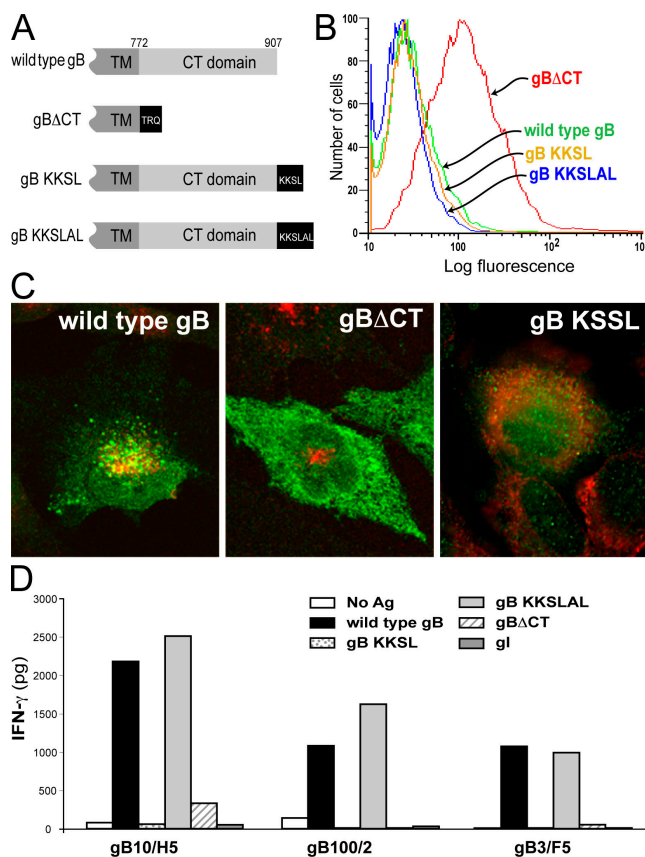 A
772 907
wild type gB TM CT domain
gBΔCT TM TRQ
gB KKSL TM CT domain KKSL
gB KKSLAL TM CT domain KKSLAL
B
Number of cells
100
80
60
40
20
0
gBΔCT
wild type gB
gB KKSL
gB KKSLAL
10 100 10 10
Log fluorescence
C
wild type gB gBΔCT gB KSSL
D
IFN-γ (pg)
3000
2500
2000
1500
1000
500
0
No Ag gB KKSLAL
wild type gB gBΔCT
gB KKSL gI
gB10/H5 gB100/2 gB3/F5